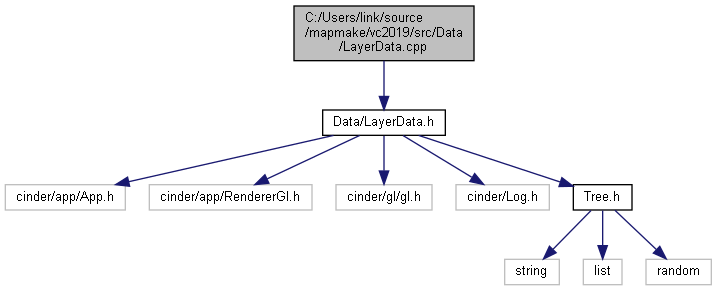 C:/Users/link/source
/mapmake/vc2019/src/Data
/LayerData.cpp
Data/LayerData.h
cinder/app/App.h
cinder/app/RendererGl.h
cinder/gl/gl.h
cinder/Log.h
Tree.h
string
list
random